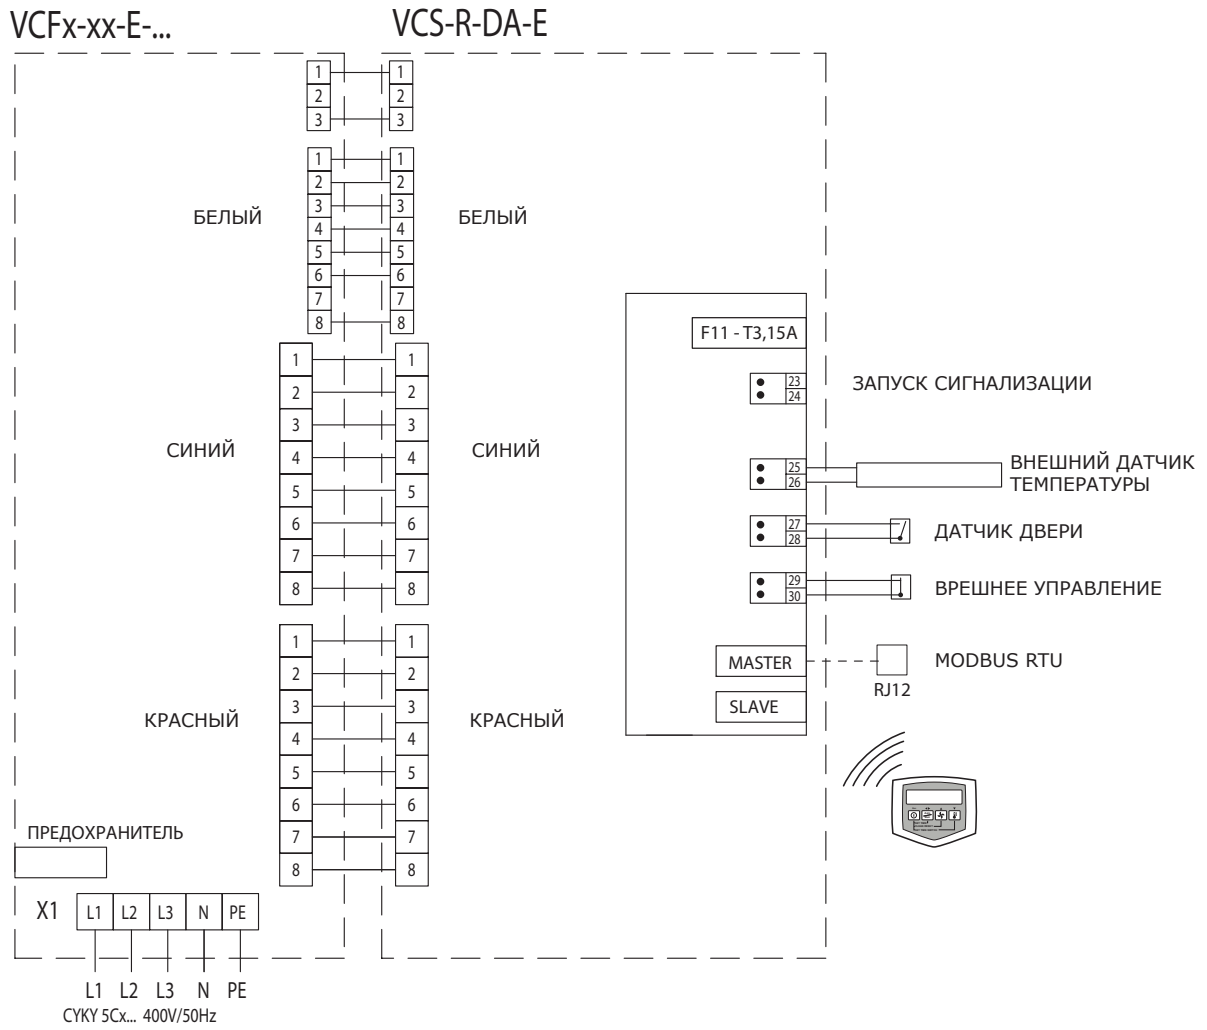 VCFx-xx-E-...
VCS-R-DA-E
1 1
2 2
3 3
1 1
2 2
3 3
БЕЛЫЙ БЕЛЫЙ
4 4
5 5
6 6
7 7
8 8
F11 - T3,15A
1 1
2 2
3 3
СИНИЙ СИНИЙ
4 4
5 5
6 6
7 7
8 8
23
24
ЗАПУСК СИГНАЛИЗАЦИИ
25
26
ВНЕШНИЙ ДАТЧИК
ТЕМПЕРАТУРЫ
27
28
ДАТЧИК ДВЕРИ
29
30
ВРЕШНЕЕ УПРАВЛЕНИЕ
MASTER
MODBUS RTU
RJ12
SLAVE
1 1
2 2
3 3
КРАСНЫЙ КРАСНЫЙ
4 4
5 5
6 6
7 7
8 8
ПРЕДОХРАНИТЕЛЬ
X1 L1 L2 L3 N PE
L1 L2 L3 N PE
CYKY 5Cx... 400V/50Hz